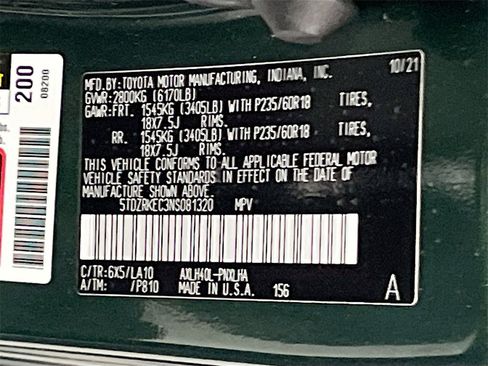 MFD. BY:TOYOTA MOTOR MANUFACTURING, INDIANA, INC. 10/21
GVWR: 2800KG (6170LB)
GAWR:FRT. 1545KG (3405LB) WITH P235/60R18 TIRES,
18X7.5J RIMS.
RR. 1545KG (3405LB) WITH P235/60R18 TIRES,
18X7.5J RIMS.
THIS VEHICLE CONFORMS TO ALL APPLICABLE FEDERAL MOTOR
VEHICLE SAFETY STANDARDS IN EFFECT ON THE DATE OF
MANUFACTURE SHOWN ABOVE.
5TDZRKEC3NS081320 MPV
C/TR:6X5/LA10 AXLH40L-PNXLHA
A/TM: /P810 MADE IN U.S.A. 156 A
200
08200